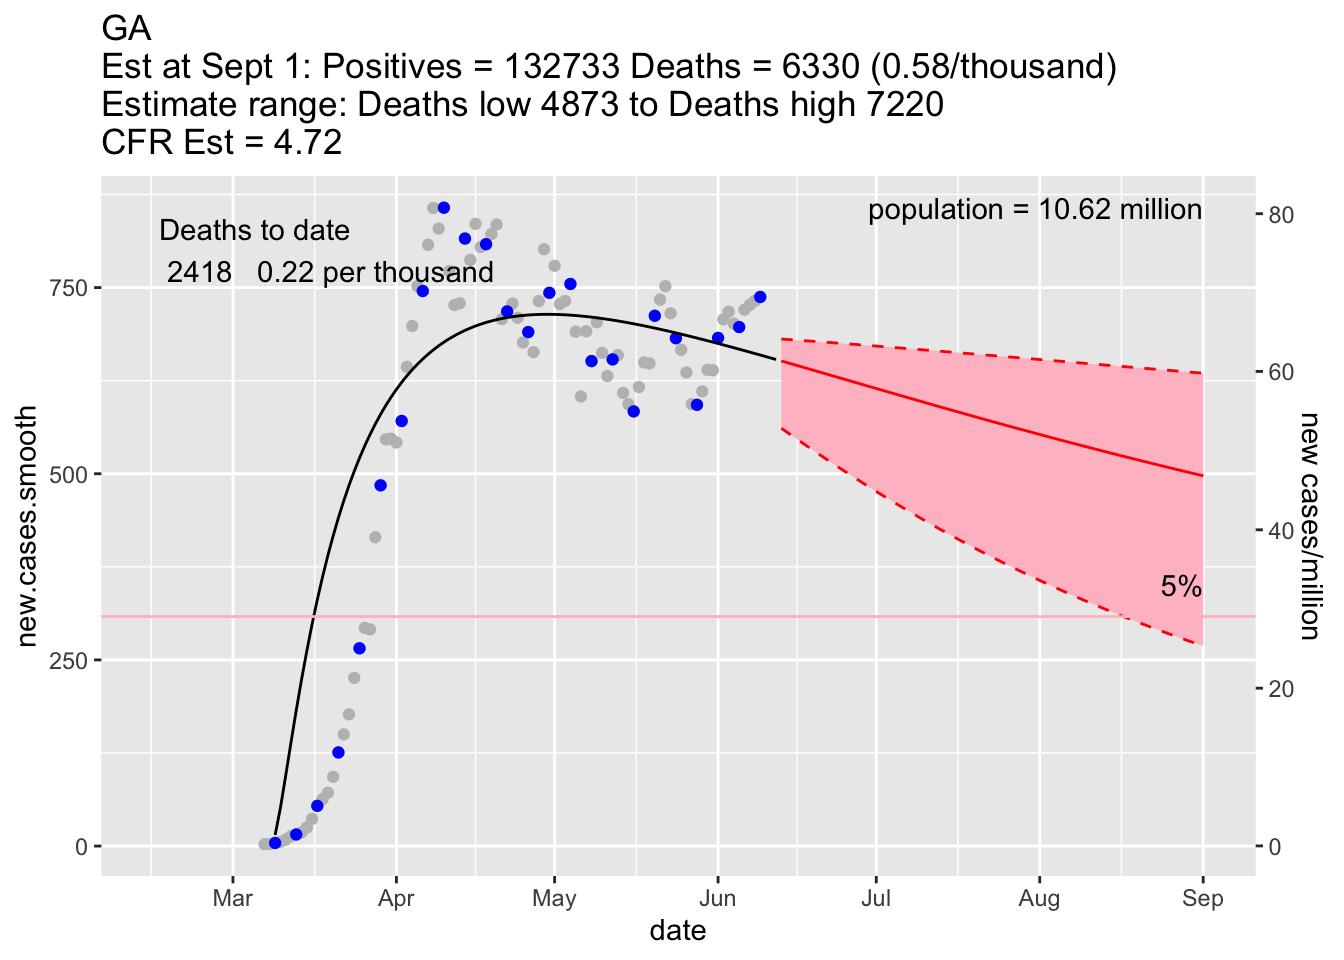 GA
Est at Sept 1: Positives = 132733 Deaths = 6330 (0.58/thousand)
Estimate range: Deaths low 4873 to Deaths high 7220
CFR Est = 4.72
Deaths to date
2418   0.22 per thousand
population = 10.62 million
5%
new.cases.smooth
750
500
250
0
80
60
40
20
0
new cases/million
Mar Apr May Jun Jul Aug Sep
date